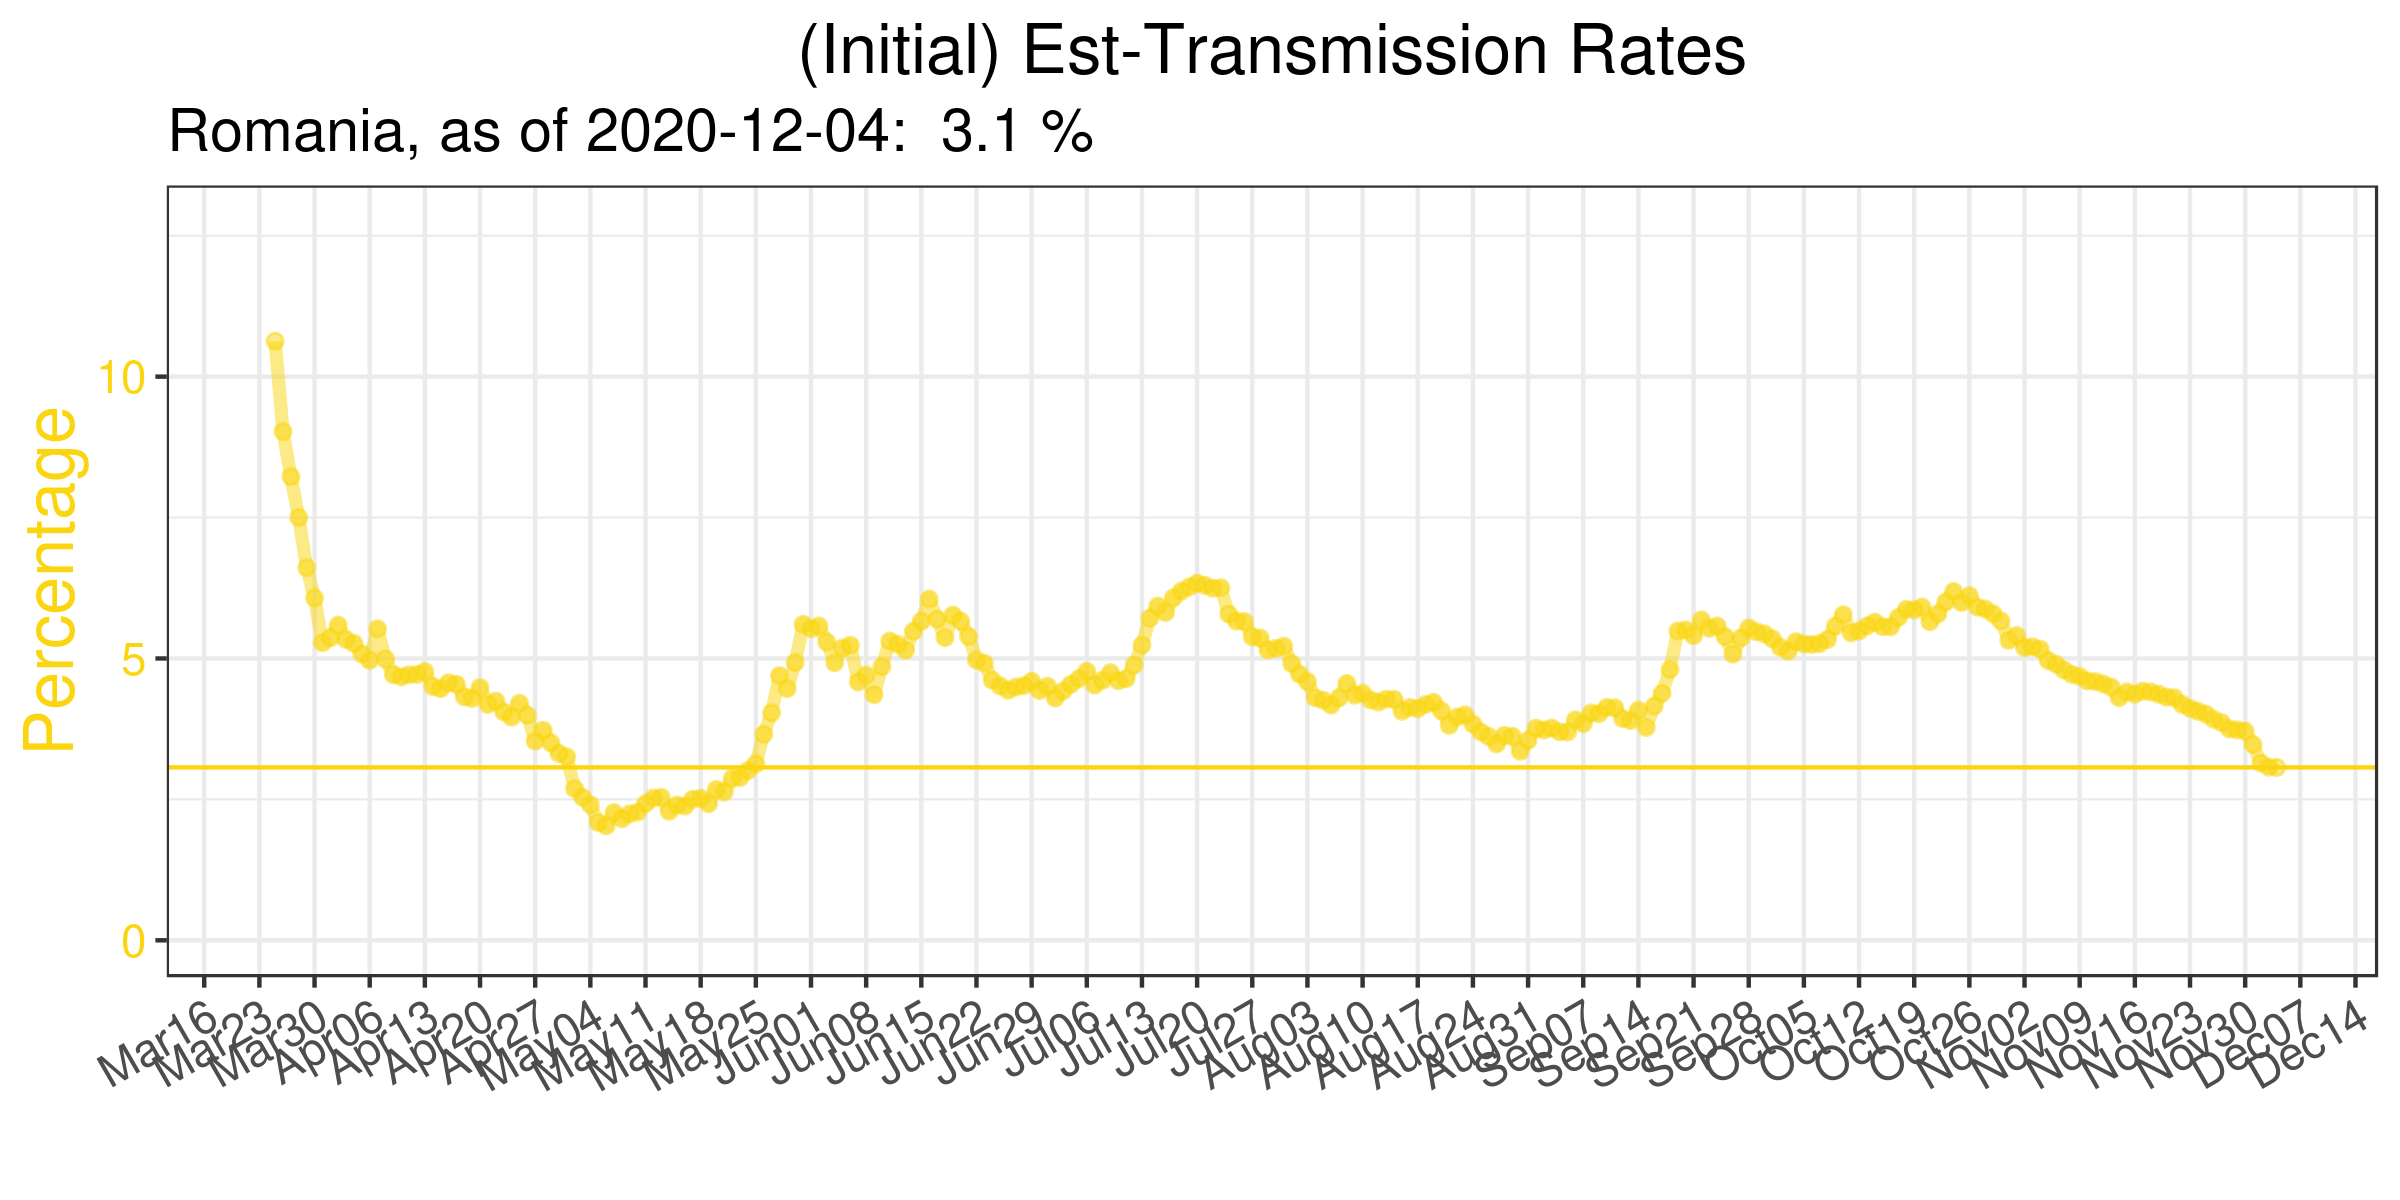 (Initial) Est-Transmission Rates
Romania, as of 2020-12-04:  3.1 %
Percentage
10
5
0
Mar16
Mar23
Mar30
Apr06
Apr13
Apr20
Apr27
May04
May11
May18
May25
Jun01
Jun08
Jun15
Jun22
Jun29
Jul06
Jul13
Jul20
Jul27
Aug03
Aug10
Aug17
Aug24
Aug31
Sep07
Sep14
Sep21
Sep28
Oct05
Oct12
Oct19
Oct26
Nov02
Nov09
Nov16
Nov23
Nov30
Dec07
Dec14